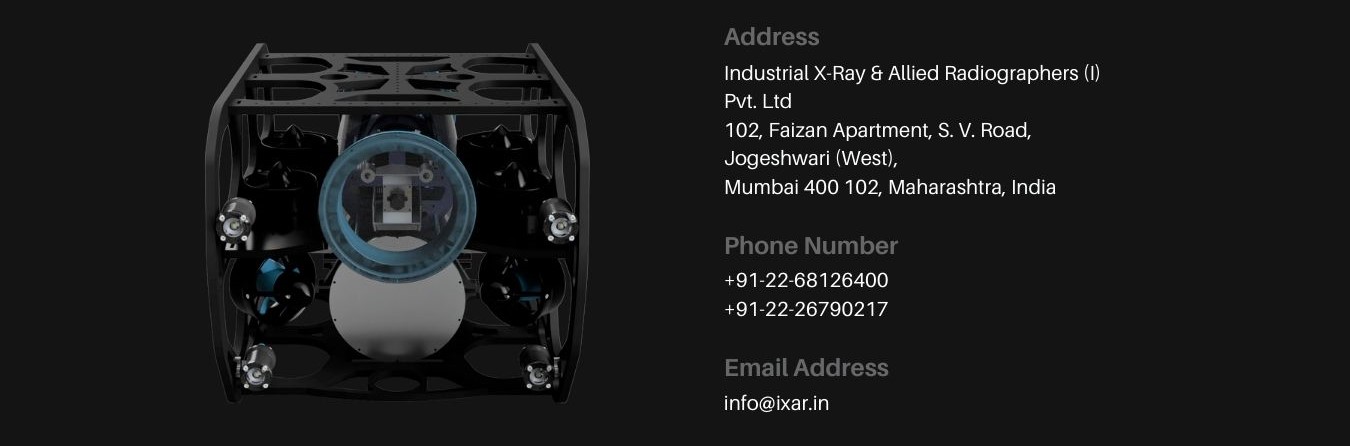 Address
Industrial X-Ray & Allied Radiographers (I)
Pvt. Ltd
102, Faizan Apartment, S. V. Road,
Jogeshwari (West),
Mumbai 400 102, Maharashtra, India
Phone Number
+91-22-68126400
+91-22-26790217
Email Address
info@ixar.in